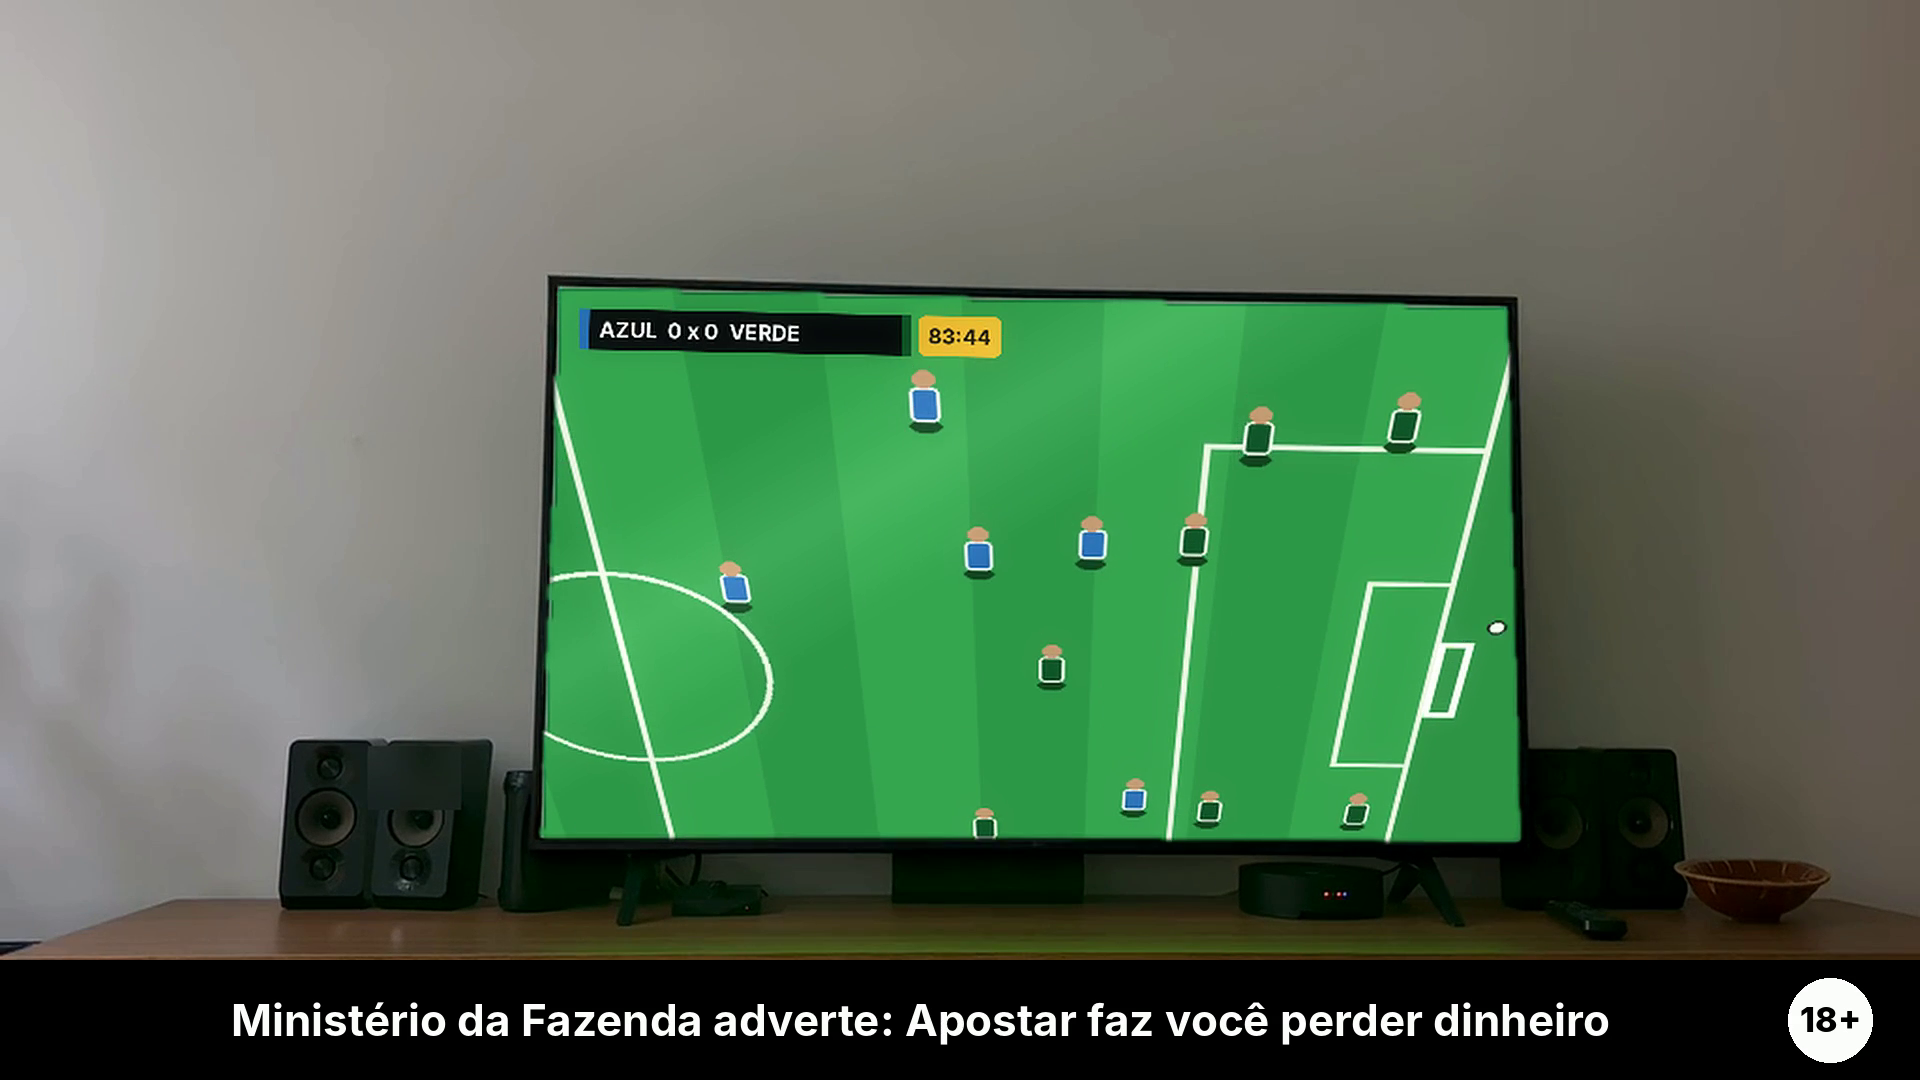 AZUL 0 x 0 VERDE 83:44
Ministério da Fazenda adverte: Apostar faz você perder dinheiro
18+